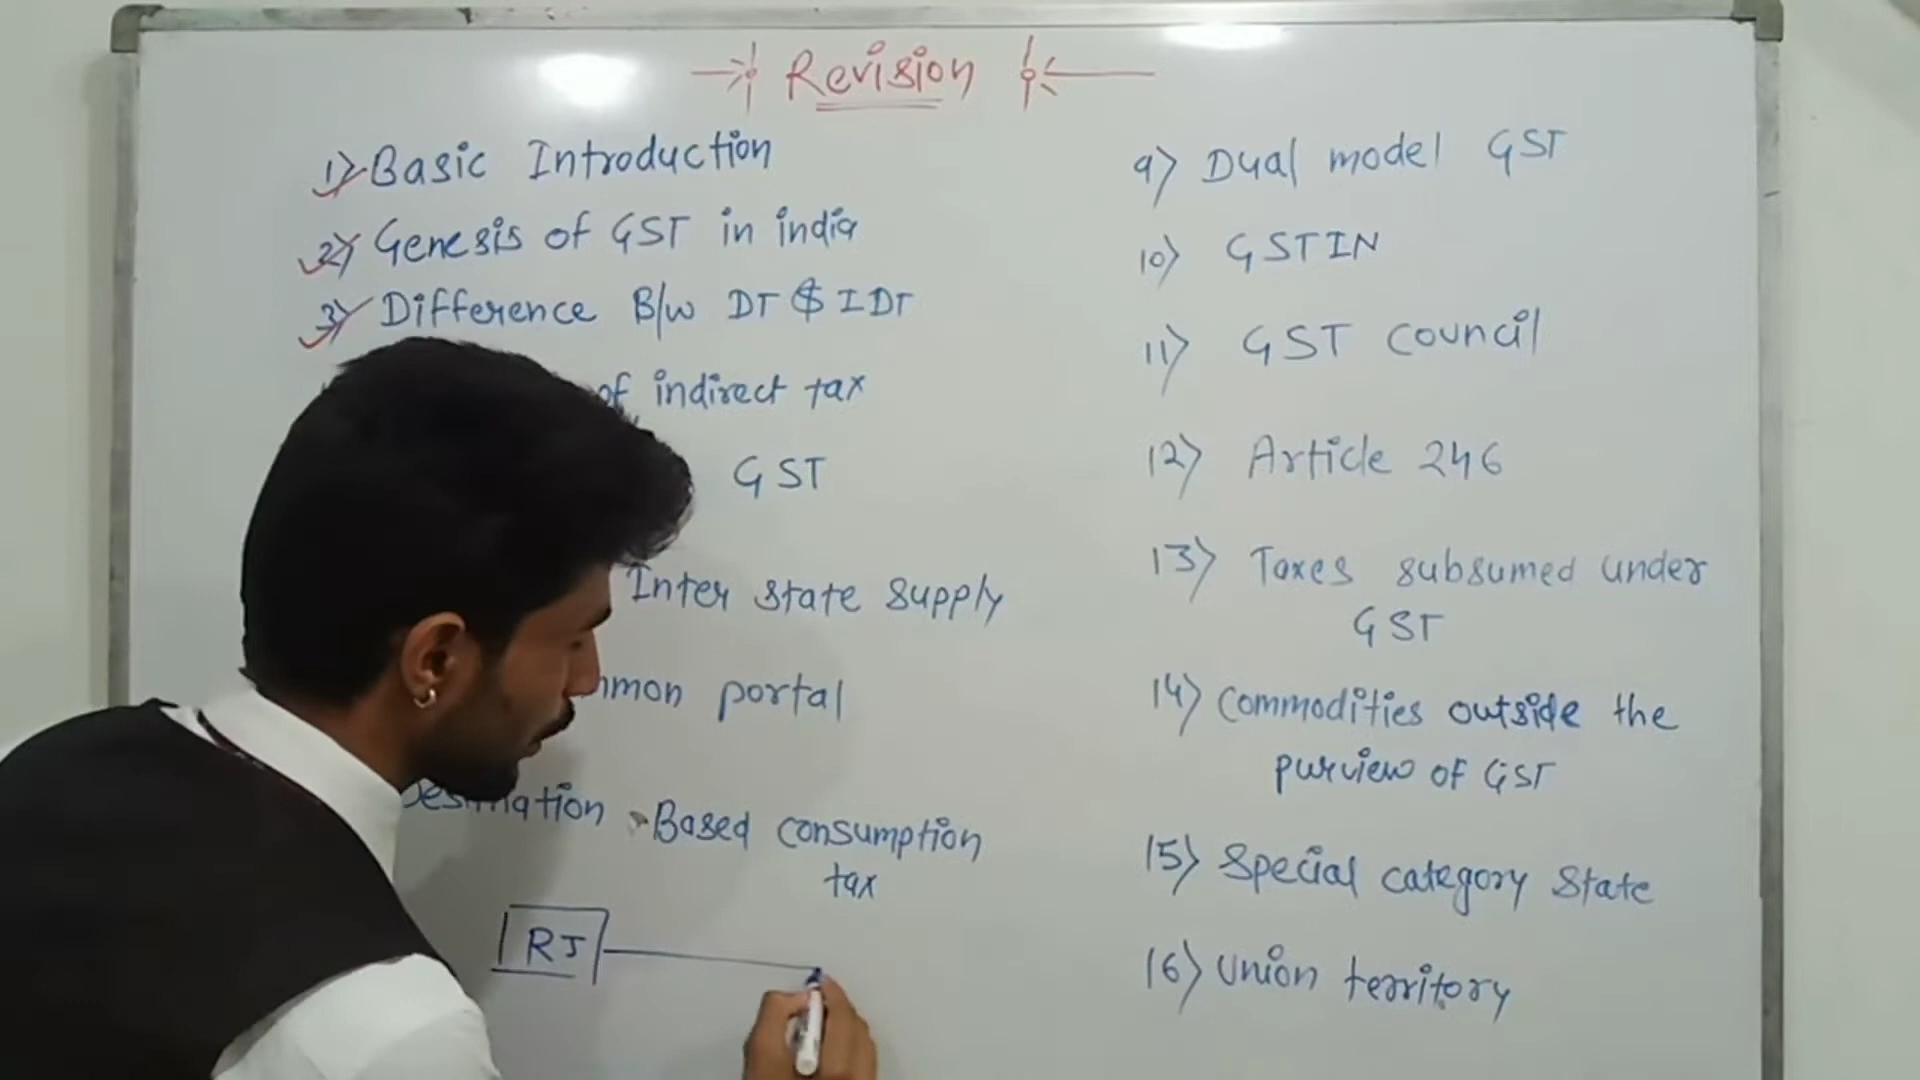 Revision
1) Basic Introduction
2) Genesis of GST in india
3) Difference B/w DT & IDT
of indirect tax
GST
Inter state supply
mmon portal
Destination - Based consumption
tax
RJ
9) Dual model GST
10) GSTIN
11) GST council
12) Article 246
13) Taxes subsumed under
GST
14) Commodities outside the
purview of GST
15) Special category State
16) Union territory